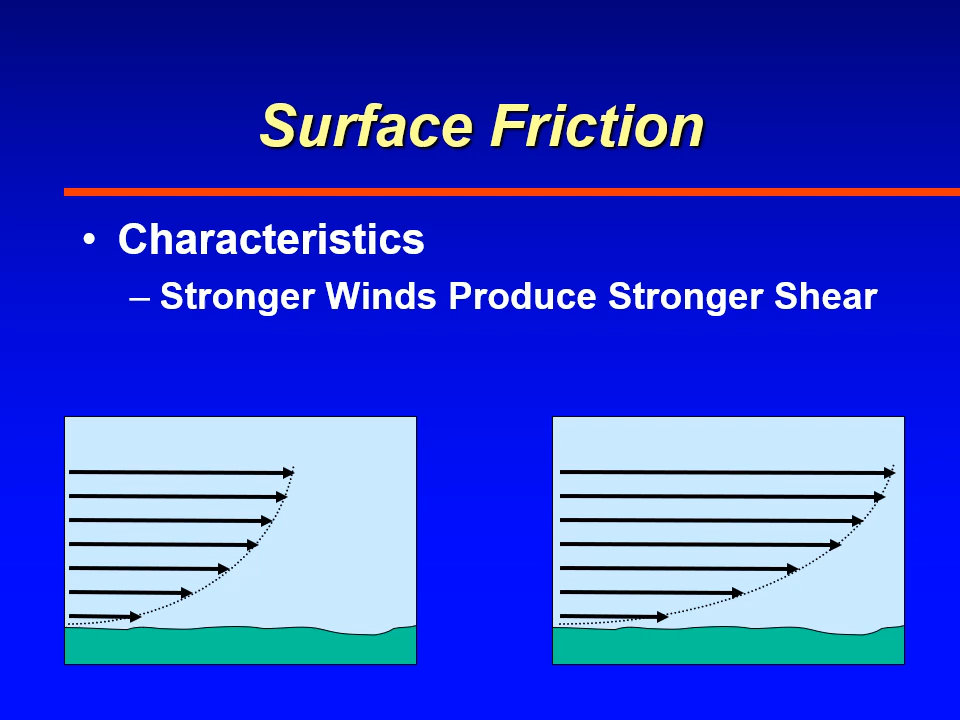 Surface Friction
• Characteristics
– Stronger Winds Produce Stronger Shear